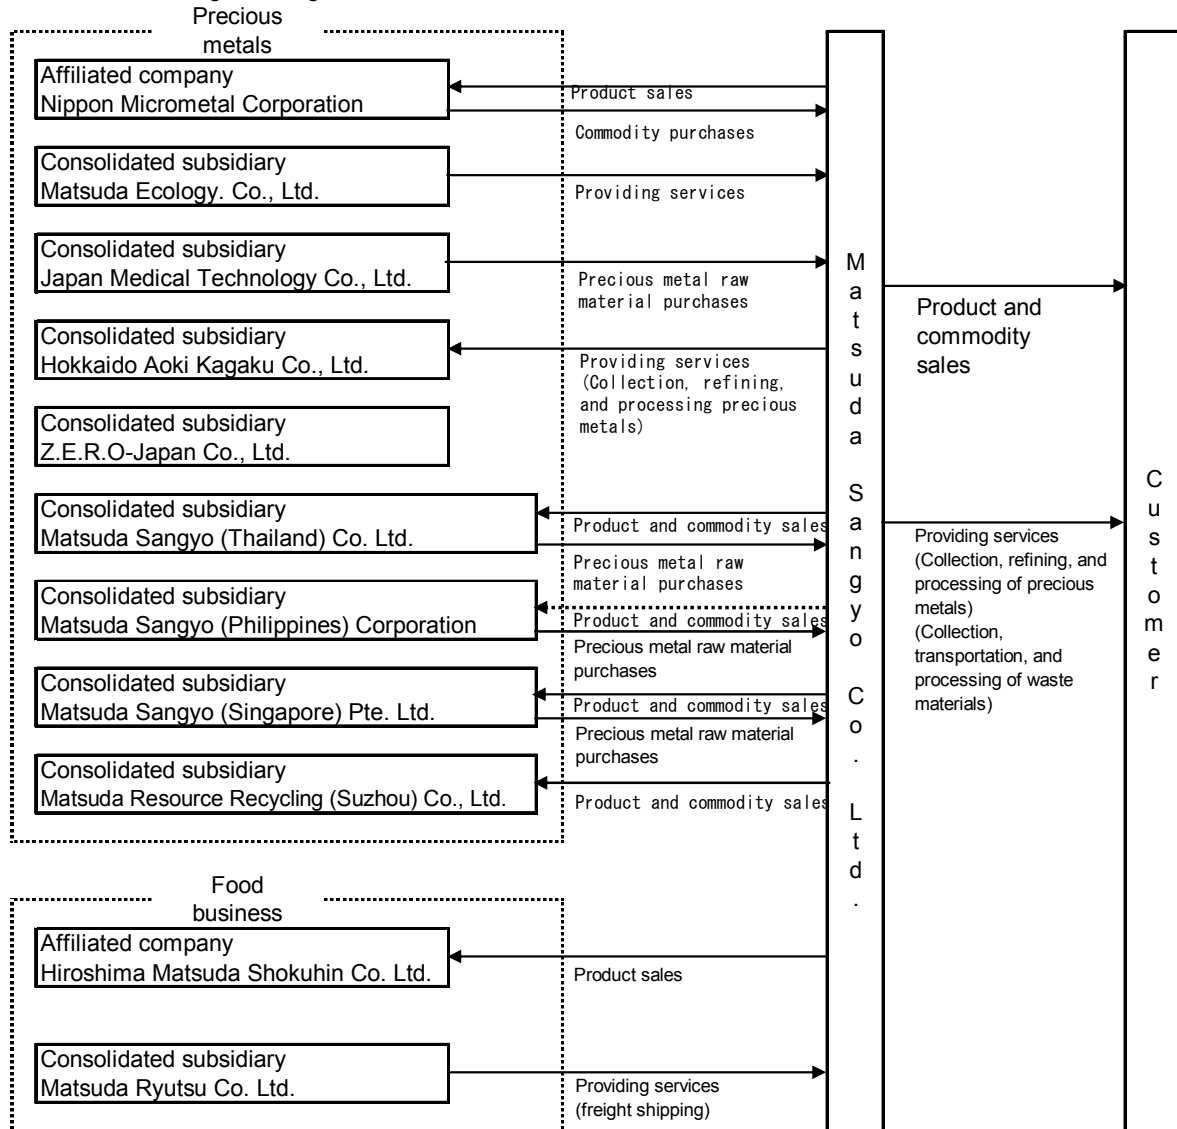 Precious
metals
Affiliated company
Nippon Micrometal Corporation
Product sales
Commodity purchases
Consolidated subsidiary
Matsuda Ecology. Co., Ltd.
Providing services
Consolidated subsidiary
Japan Medical Technology Co., Ltd.
Precious metal raw
material purchases
Consolidated subsidiary
Hokkaido Aoki Kagaku Co., Ltd.
Providing services
(Collection, refining,
and processing precious
metals)
Consolidated subsidiary
Z.E.R.O-Japan Co., Ltd.
Consolidated subsidiary
Matsuda Sangyo (Thailand) Co. Ltd.
Product and commodity sales
Precious metal raw
material purchases
Consolidated subsidiary
Matsuda Sangyo (Philippines) Corporation
Product and commodity sales
Precious metal raw material
purchases
Consolidated subsidiary
Matsuda Sangyo (Singapore) Pte. Ltd.
Product and commodity sales
Precious metal raw material
purchases
Consolidated subsidiary
Matsuda Resource Recycling (Suzhou) Co., Ltd.
Product and commodity sales
Food
business
Affiliated company
Hiroshima Matsuda Shokuhin Co. Ltd.
Product sales
Consolidated subsidiary
Matsuda Ryutsu Co. Ltd.
Providing services
(freight shipping)
Matsuda Sangyo Co. Ltd.
Product and
commodity
sales
Providing services
(Collection, refining, and
processing of precious
metals)
(Collection,
transportation, and
processing of waste
materials)
Customer